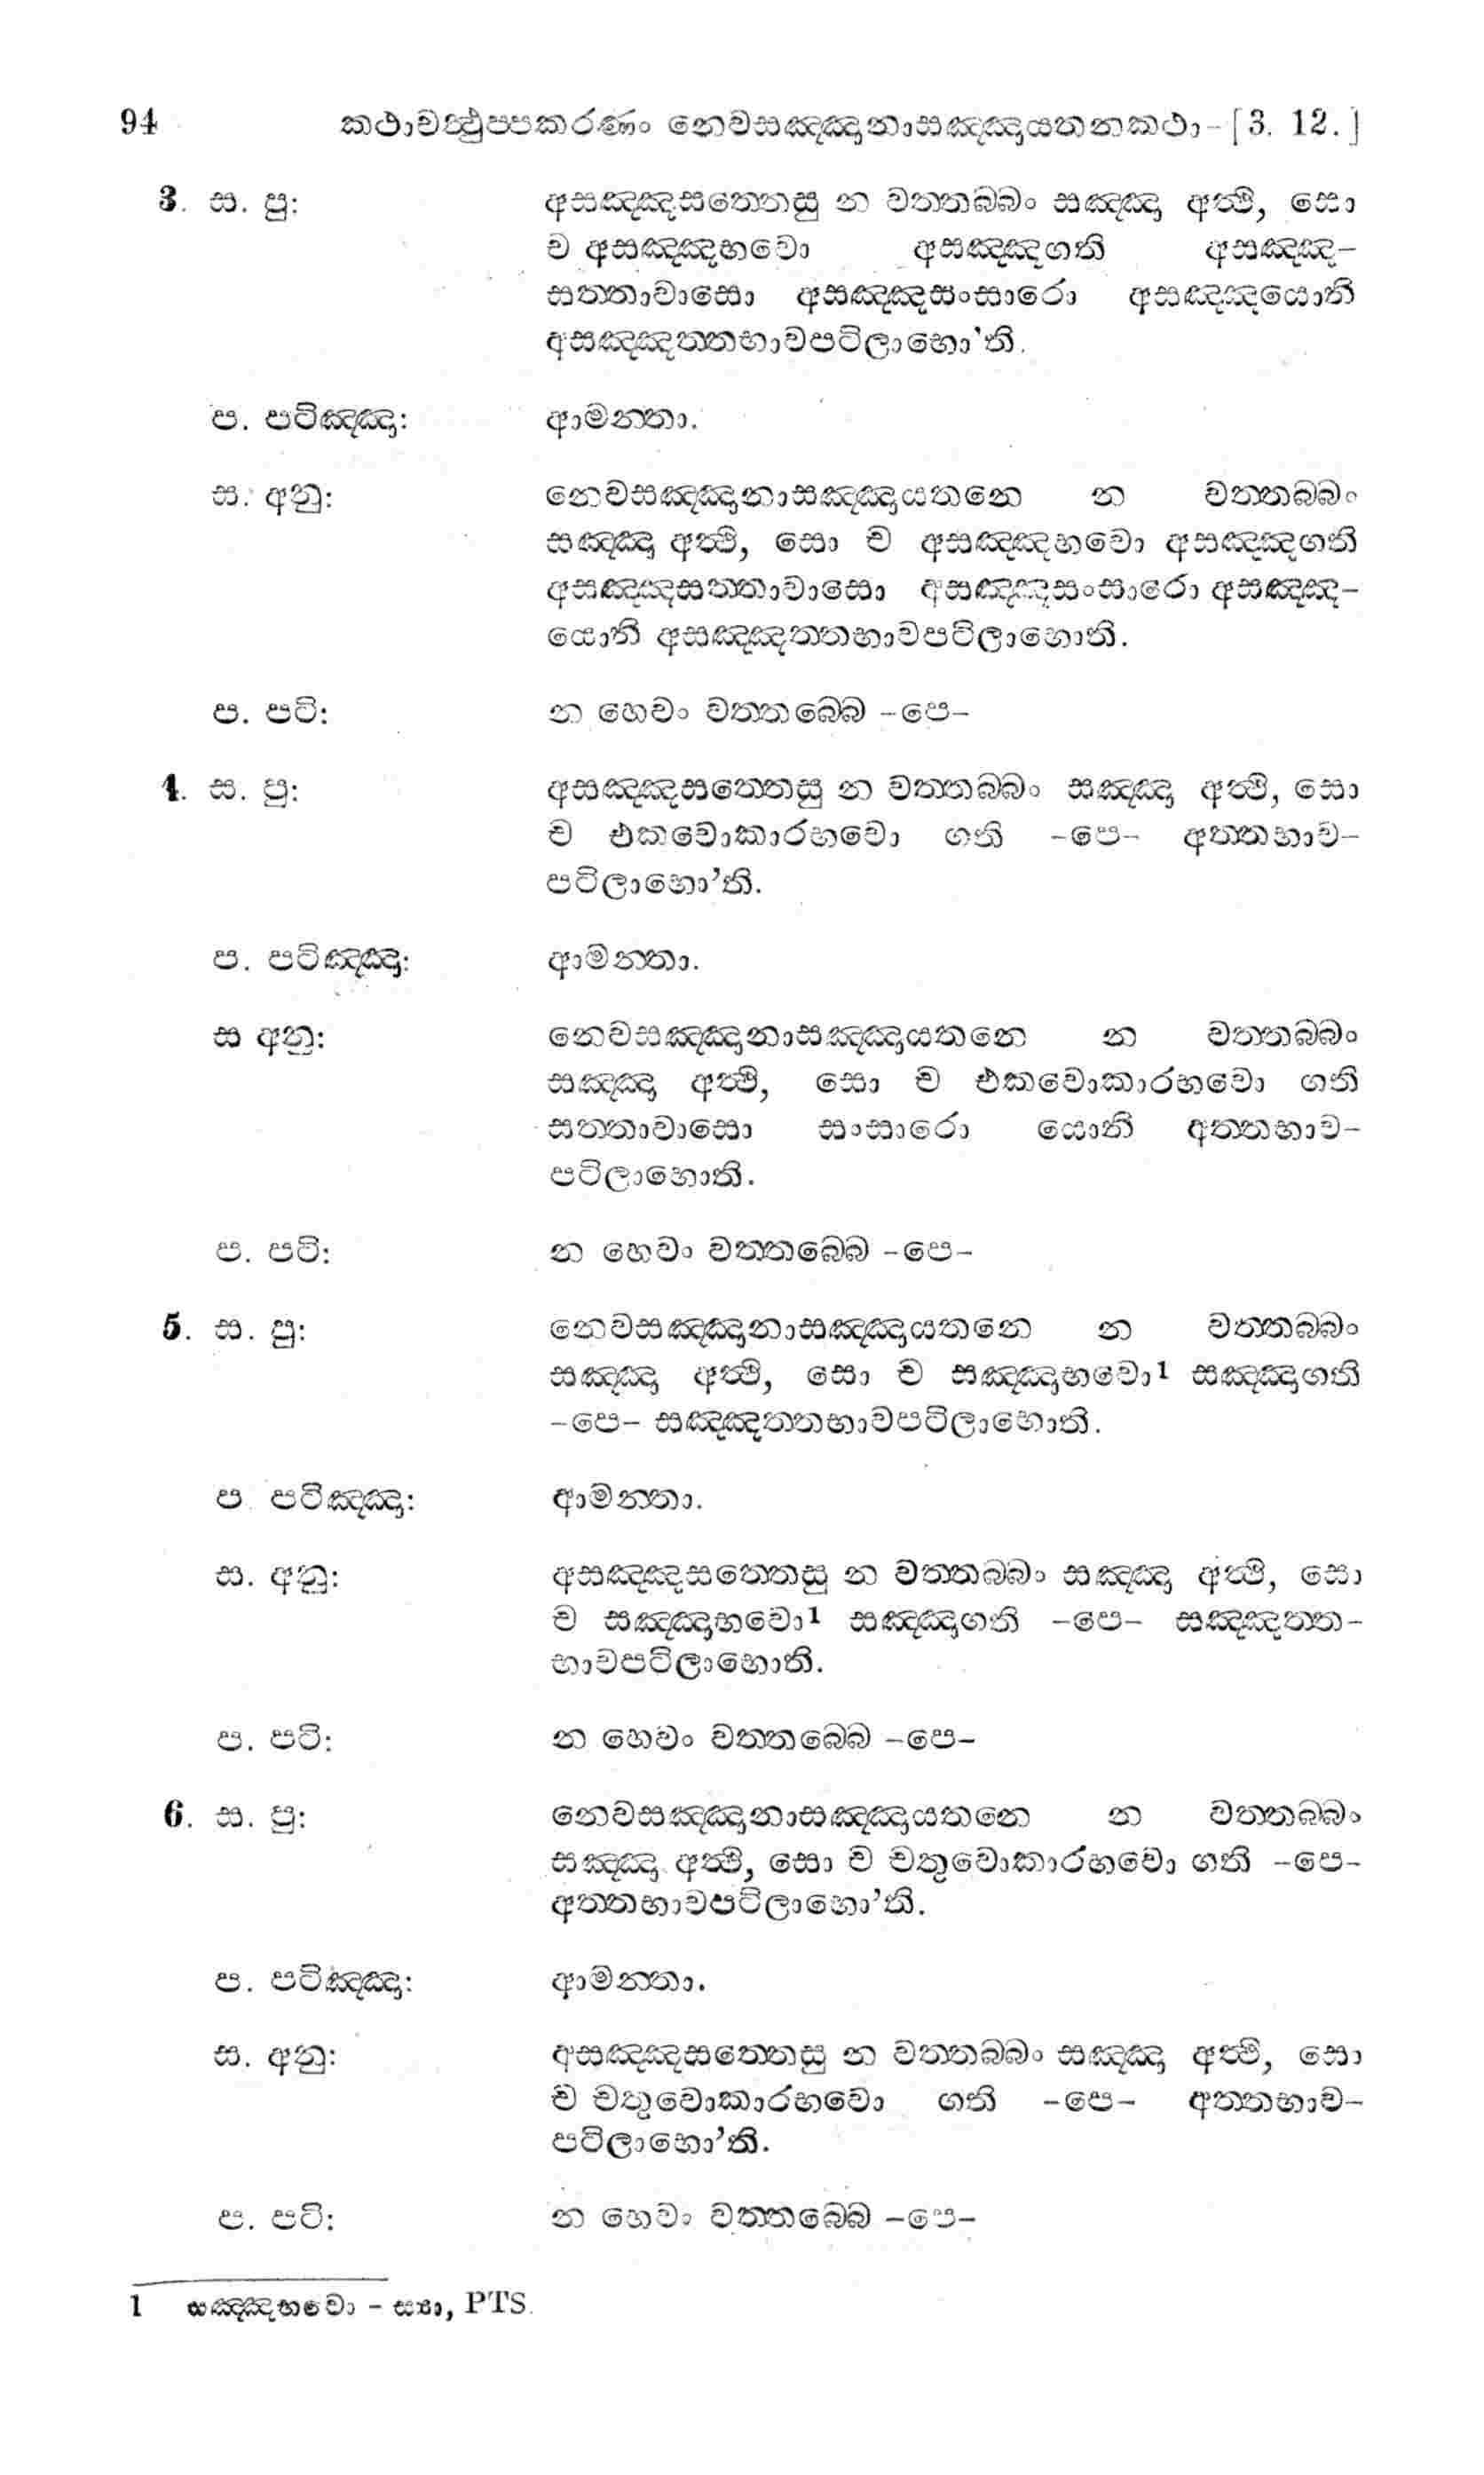 94 කථාවත්‍ථුප‍්පකරණං නෙවසඤ‍්ඤානාසඤ‍්ඤායතනකථා - [3. 12.]
3. ස. පු: අසඤ‍්ඤසත‍්තෙසු න වත‍්තබ‍්බං සඤ‍්ඤා අත්‍ථි, සො
ච අසඤ‍්ඤභවො අසඤ‍්ඤගති අසඤ‍්ඤ-
සත‍්තාවාසො අසඤ‍්ඤසංසාරො අසඤ‍්ඤයොනි
අසඤ‍්ඤත‍්තභාවපටිලාභො'ති.
ප. පටිඤ‍්ඤා: ආමන‍්තා.
ස. අනු: නෙවසඤ‍්ඤානාසඤ‍්ඤායතනෙ න වත‍්තබ‍්බං
සඤ‍්ඤා අත්‍ථි, සො ච අසඤ‍්ඤභවො අසඤ‍්ඤගති
අසඤ‍්ඤසත‍්තාවාසො අසඤ‍්ඤසංසාරො අසඤ‍්ඤ-
යොනි අසඤ‍්ඤත‍්තභාවපටිලාභොති.
ප. පටි: න හෙවං වත‍්තබ‍්බෙ -පෙ-
4. ස. පු: අසඤ‍්ඤසත‍්තෙසු න වත‍්තබ‍්බං සඤ‍්ඤා අත්‍ථි, සො
ච එකවොකාරභවො ගති -පෙ- අත‍්තභාව-
පටිලාභො'ති.
ප. පටිඤ‍්ඤා: ආමන‍්තා.
ස අනු: නෙවසඤ‍්ඤානාසඤ‍්ඤායතනෙ න වත‍්තබ‍්බං
සඤ‍්ඤා අත්‍ථි, සො ච එකවොකාරභවො ගති
සත‍්තාවාසො සංසාරො යොනි අත‍්තභාව-
පටිලාභොති.
ප. පටි: න හෙවං වත‍්තබ‍්බෙ -පෙ-
5. ස. පු: නෙවසඤ‍්ඤානාසඤ‍්ඤායතනෙ න වත‍්තබ‍්බං
සඤ‍්ඤා අත්‍ථි, සො ච සඤ‍්ඤාභවො1 සඤ‍්ඤාගති
-පෙ- සඤ‍්ඤත‍්තභාවපටිලාභොති.
ප පටිඤ‍්ඤා: ආමන‍්තා.
ස. අනු: අසඤ‍්ඤසත‍්තෙසු න වත‍්තබ‍්බං සඤ‍්ඤා අත්‍ථි, සො
ච සඤ‍්ඤාභවො1 සඤ‍්ඤාගති -පෙ- සඤ‍්ඤත‍්ත-
භාවපටිලාභොති.
ප. පටි: න හෙවං වත‍්තබ‍්බෙ -පෙ-
6. ස. පු: නෙවසඤ‍්ඤානාසඤ‍්ඤායතනෙ න වත‍්තබ‍්බං
සඤ‍්ඤා අත්‍ථි, සො ච චතුවොකාරභවො ගති -පෙ-
අත‍්තභාවපටිලාභො'ති.
ප. පටිඤ‍්ඤා: ආමන‍්තා.
ස. අනු: අසඤ‍්ඤසත‍්තෙසු න වත‍්තබ‍්බං සඤ‍්ඤා අත්‍ථි, සො
ච චතුවොකාරභවො ගති -පෙ- අත‍්තභාව-
පටිලාභො'ති.
ප. පටි: න හෙවං වත‍්තබ‍්බෙ -පෙ-
1 සඤ‍්ඤභවො - ස්‍යා, PTS.